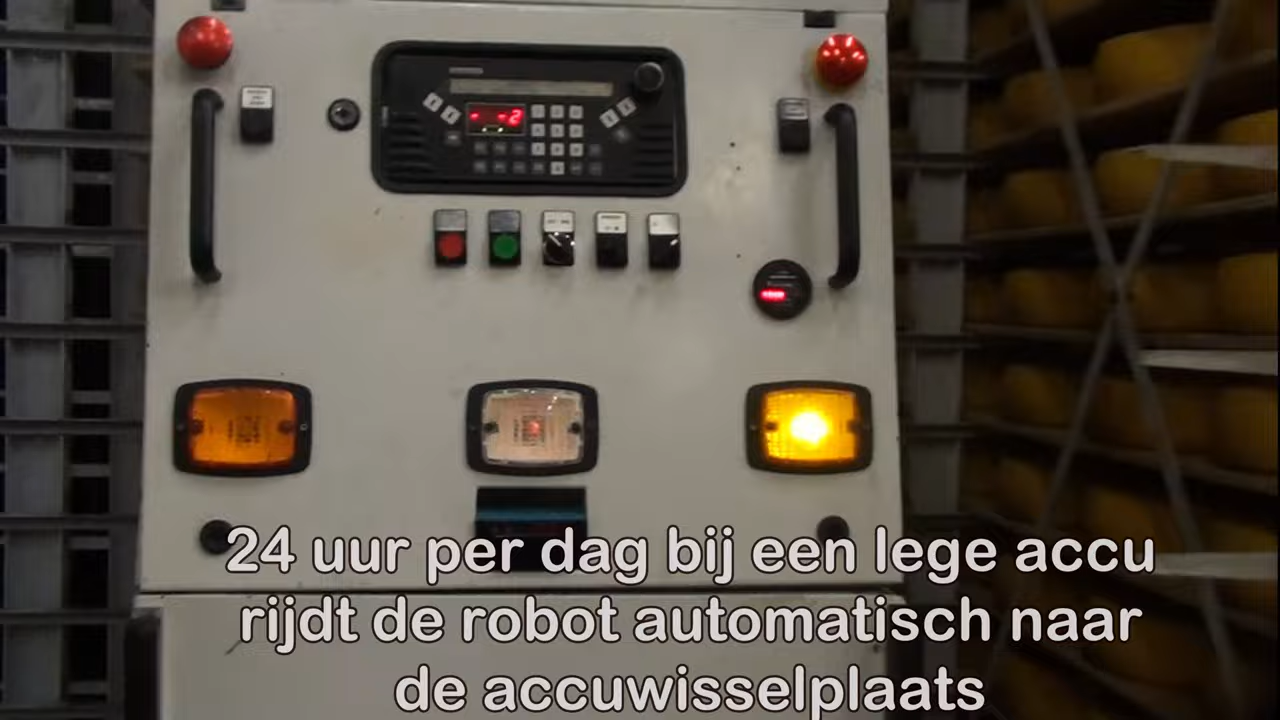 24 uur per dag bij een lege accu
rijdt de robot automatisch naar
de accuwisselplaats